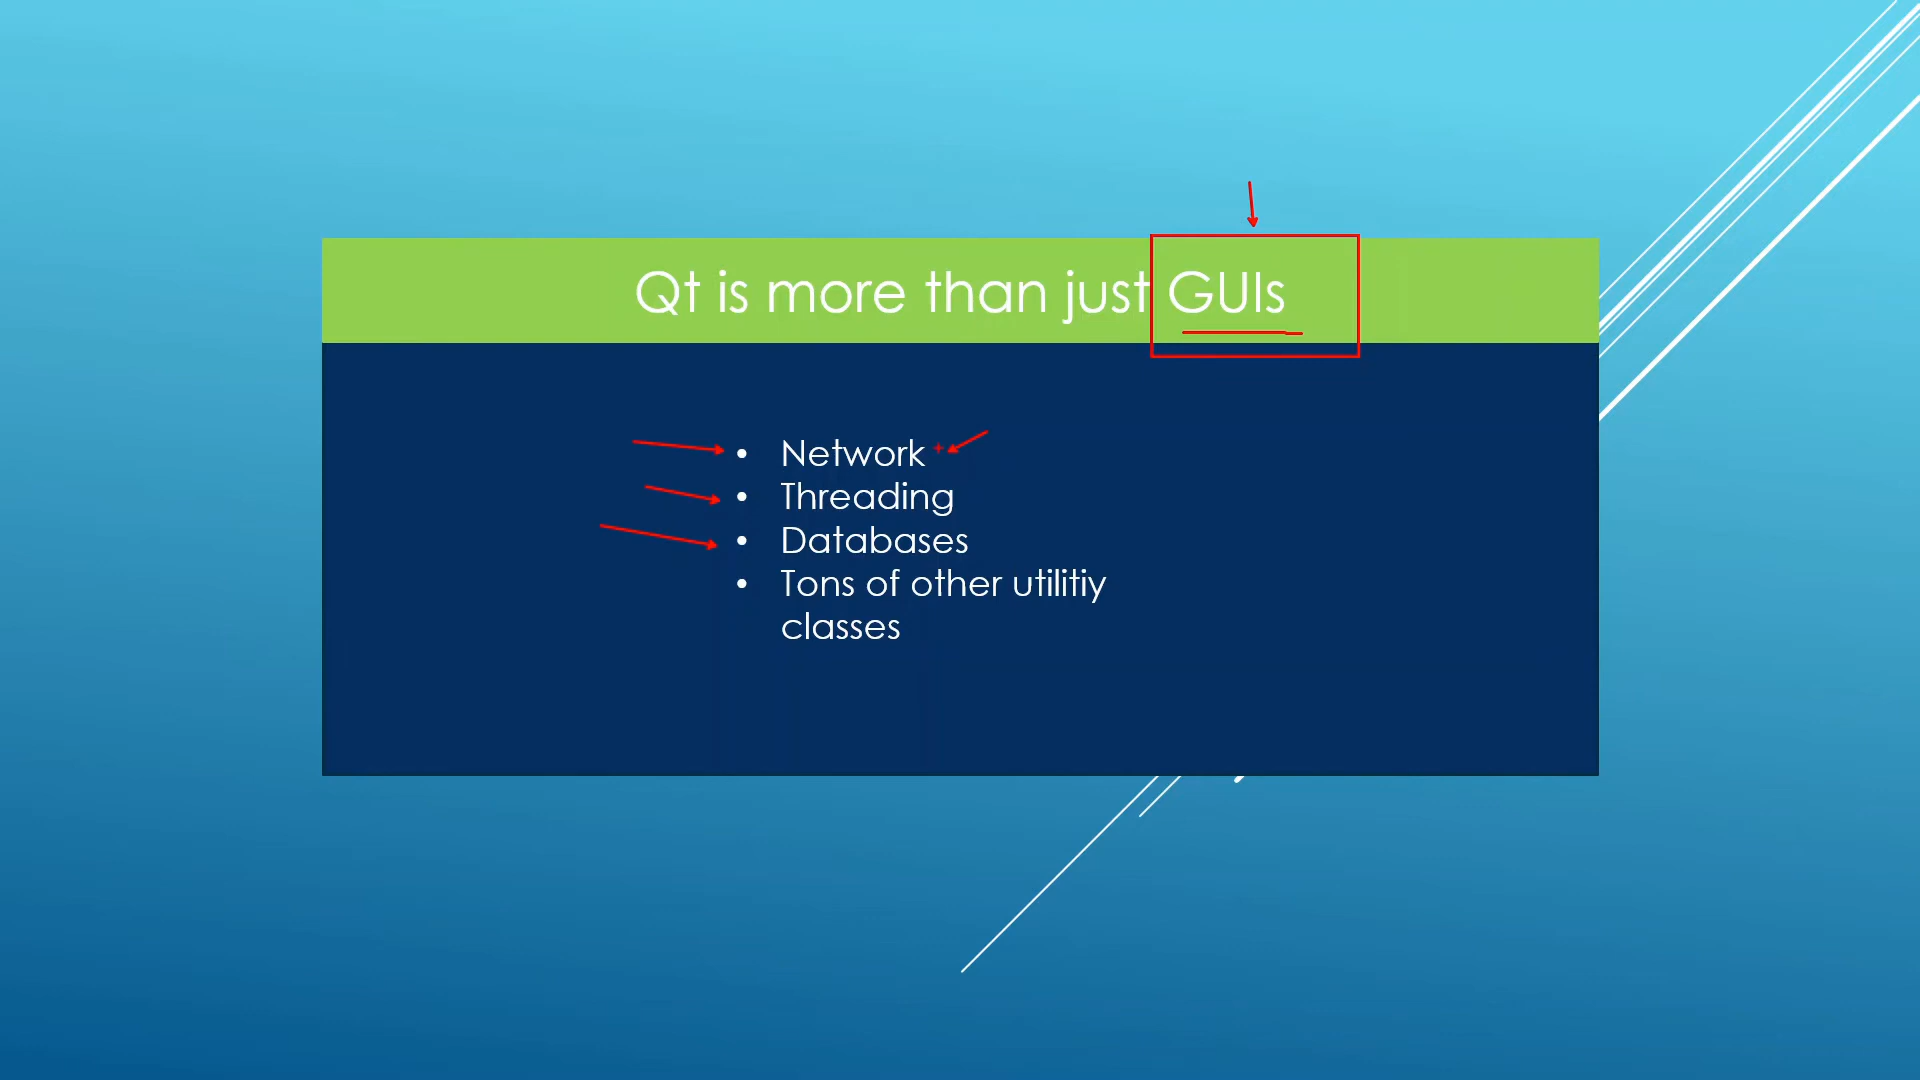 Qt is more than just GUIs
• Network
• Threading
• Databases
• Tons of other utilitiy
classes